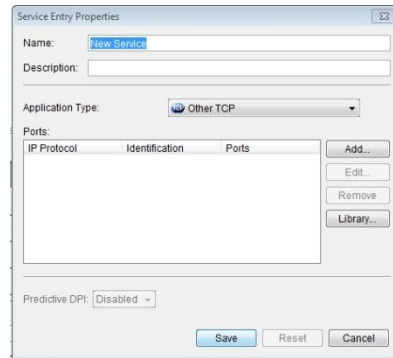 Service Entry Properties
Name: New Service
Description:
Application Type: Other TCP
Ports:
IP Protocol Identification Ports
Add...
Edit...
Remove
Library...
Predictive DPI: Disabled
Save Reset Cancel